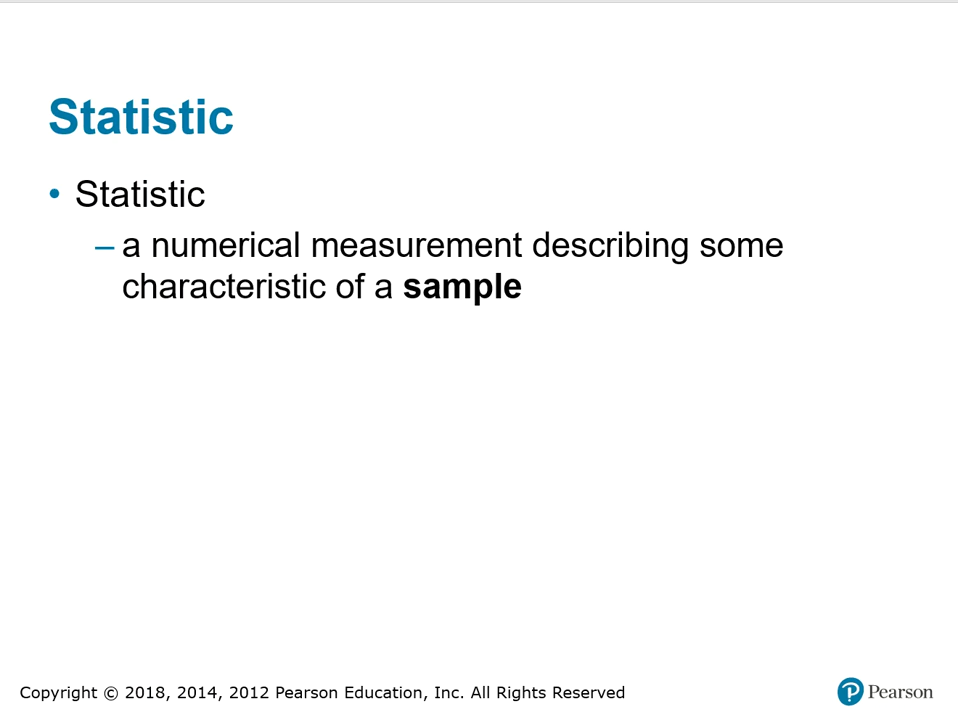 Statistic
• Statistic
– a numerical measurement describing some
characteristic of a sample
Copyright © 2018, 2014, 2012 Pearson Education, Inc. All Rights Reserved
P Pearson